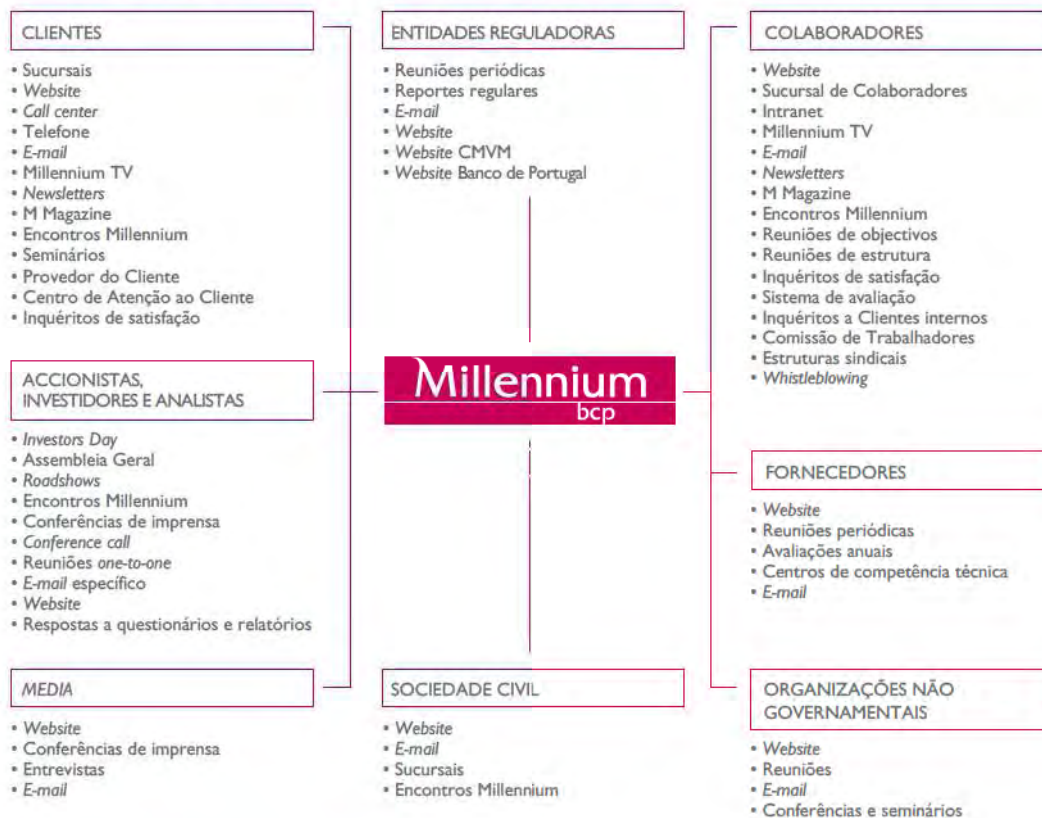 CLIENTES
• Sucursais
• Website
• Call center
• Telefone
• E-mail
• Millennium TV
• Newsletters
• M Magazine
• Encontros Millennium
• Seminários
• Provedor do Cliente
• Centro de Atenção ao Cliente
• Inquéritos de satisfação
ACCIONISTAS,
INVESTIDORES E ANALISTAS
• Investors Day
• Assembleia Geral
• Roadshows
• Encontros Millennium
• Conferências de imprensa
• Conference call
• Reuniões one-to-one
• E-mail específico
• Website
• Respostas a questionários e relatórios
MEDIA
• Website
• Conferências de imprensa
• Entrevistas
• E-mail
ENTIDADES REGULADORAS
• Reuniões periódicas
• Reportes regulares
• E-mail
• Website
• Website CMVM
• Website Banco de Portugal
Millennium
bcp
SOCIEDADE CIVIL
• Website
• E-mail
• Sucursais
• Encontros Millennium
COLABORADORES
• Website
• Sucursal de Colaboradores
• Intranet
• Millennium TV
• E-mail
• Newsletters
• M Magazine
• Encontros Millennium
• Reuniões de objectivos
• Reuniões de estrutura
• Inquéritos de satisfação
• Sistema de avaliação
• Inquéritos a Clientes internos
• Comissão de Trabalhadores
• Estruturas sindicais
• Whistleblowing
FORNECEDORES
• Website
• Reuniões periódicas
• Avaliações anuais
• Centros de competência técnica
• E-mail
ORGANIZAÇÕES NÃO
GOVERNAMENTAIS
• Website
• Reuniões
• E-mail
• Conferências e seminários